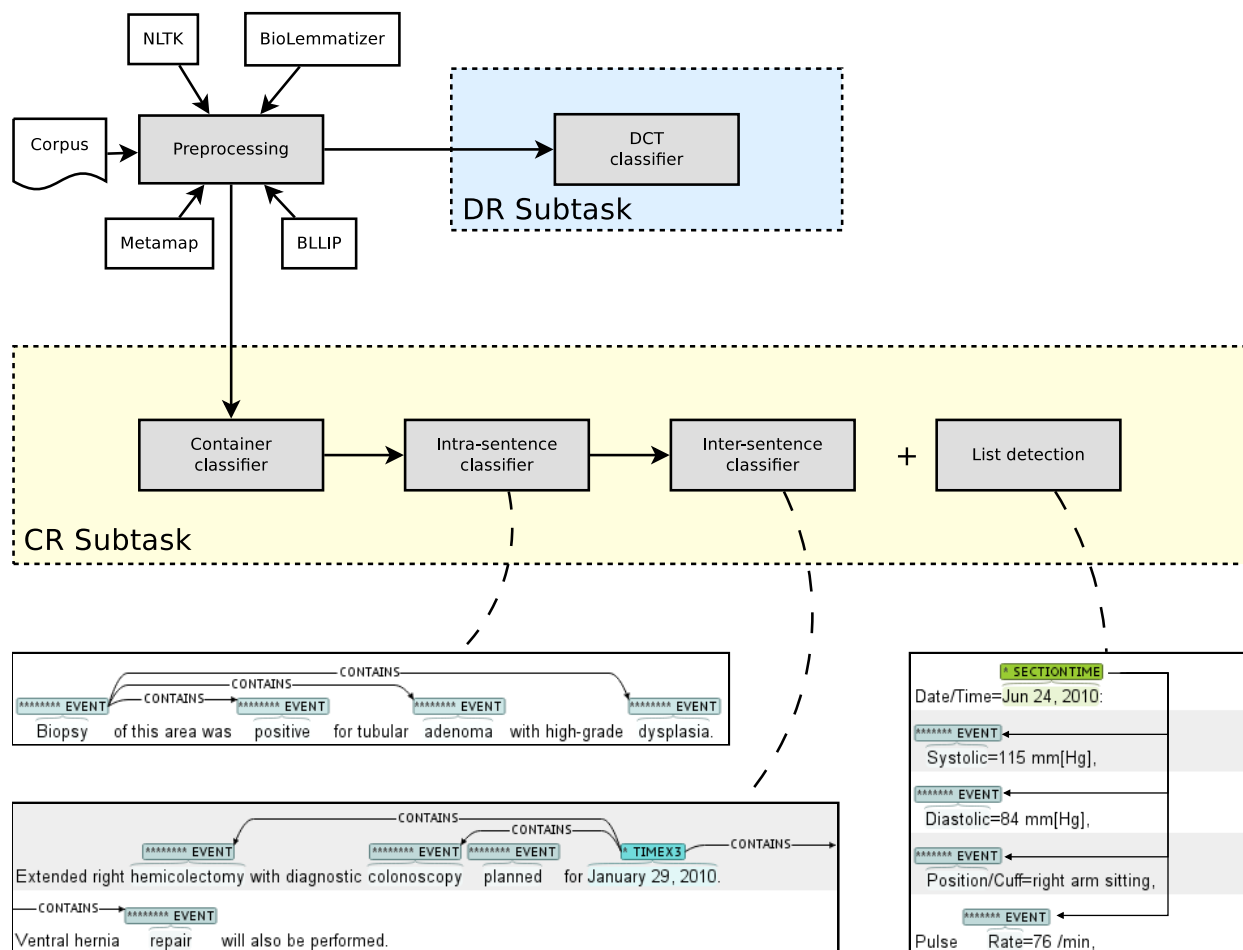 NLTK
BioLemmatizer
Corpus
Preprocessing
DCT
classifier
DR Subtask
Metamap
BLLIP
Container
classifier
Intra-sentence
classifier
Inter-sentence
classifier
+
List detection
CR Subtask
CONTAINS
CONTAINS
CONTAINS
******** EVENT ******** EVENT ******** EVENT ******** EVENT
Biopsy of this area was positive for tubular adenoma with high-grade dysplasia.
CONTAINS
CONTAINS
CONTAINS
******** EVENT ******** EVENT ******** EVENT * TIMEX3
Extended right hemicolectomy with diagnostic colonoscopy planned for January 29, 2010.
CONTAINS
******** EVENT
Ventral hernia repair will also be performed.
* SECTIONTIME
Date/Time=Jun 24, 2010:
******* EVENT
Systolic=115 mm[Hg],
******* EVENT
Diastolic=84 mm[Hg],
******* EVENT
Position/Cuff=right arm sitting,
******* EVENT
Pulse Rate=76 /min,